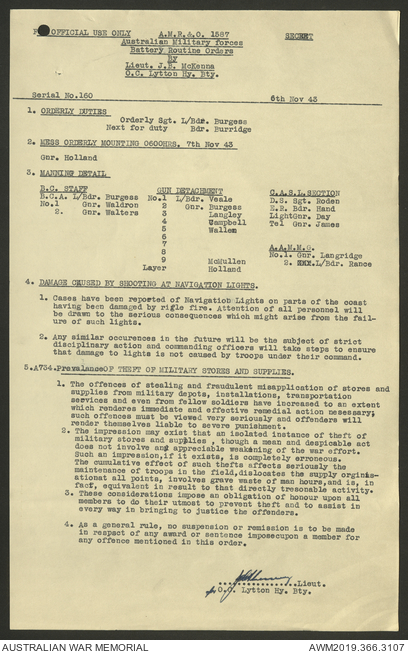 F OFFICIAL USE ONLY A.M.R.&.O. 1587 SECRET
Australian Military forces
Battery Routine Orders
By
Lieut. J.B. McKenna
O.C. Lytton Hy. Bty.
Serial No.160 6th Nov 43
1. ORDERLY DUTIES
Orderly Sgt. L/Bdr. Burgess
Next for duty Bdr. Burridge
2. MESS ORDERLY MOUNTING 0600HRS. 7th Nov 43
Gnr. Holland
3. MANNING DETAIL
B.C. STAFF GUN DETACHMENT C.A.S.L.SECTION
B.C.A. L/Bdr. Burgess No.1 L/Bdr. Veale D.S. Sgt. Roden
No.1 Gnr. Waldron 2 Gnr. Burgess E.R. Bdr. Hand
2. Gnr. Walters 3 Langley LightGnr. Day
4 Campbell Tel Gnr. James
5 Wallem
6
7 A.A.M.G.
8 No.1. Gnr. Langridge
9 McMullen 2. L/Bdr. Rance
Layer Holland
4. DAMAGE CAUSED BY SHOOTING AT NAVIGATION LIGHTS.
1. Cases have been reported of Navigation Lights on parts of the coast
having been damaged by rigle fire. Attention of all personnel will
be drawn to the serious consequences which might arise from the fail-
ure of such lights.
2. Any similar occurences in the future will be the subject of strict
disciplinary action and commanding officers will take steps to ensure
that damage to lights is not caused by troops under their command.
5.A734.PrevalanceOF THEFT OF MILITARY STORES AND SUPPLIES.
1. The offences of stealing and fraudulent misapplication of stores and
supplies from military depots, installations, transportation
services and even from fellow soldiers have increased to an extent
which renders immediate and effective remedial action nesessary;
such offences must be viewed very seriously and offenders will
render themselves liable to severe punishment.
2. The impression may exist that an isolated instance of theft of
military stores and supplies , though a mean and despicable act
does not involve any appreciable weakening of the war effort.
Such an impression,if it exists, is completely erroneous.
The cumulative effect of such thefts affects seriously the
maintenance of troops in the field,dislocates the supply orginis-
ational all points, involves grave waste of man hours,and is, in
facf, equivalent in result to that directly treasonable activity.
3. These considerations impose an obligation of honour upon all
members to do their utmost to prevent theft and to assist in
every way in bringing to justice the offenders.
4. As a general rule, no suspension or remission is to be made
in respct of any award or sentence imposecupon a member for
any offence mentioned in this order.
..................Lieut.
O.C. Lytton Hy. Bty.
AUSTRALIAN WAR MEMORIAL AWM2019.366.3107